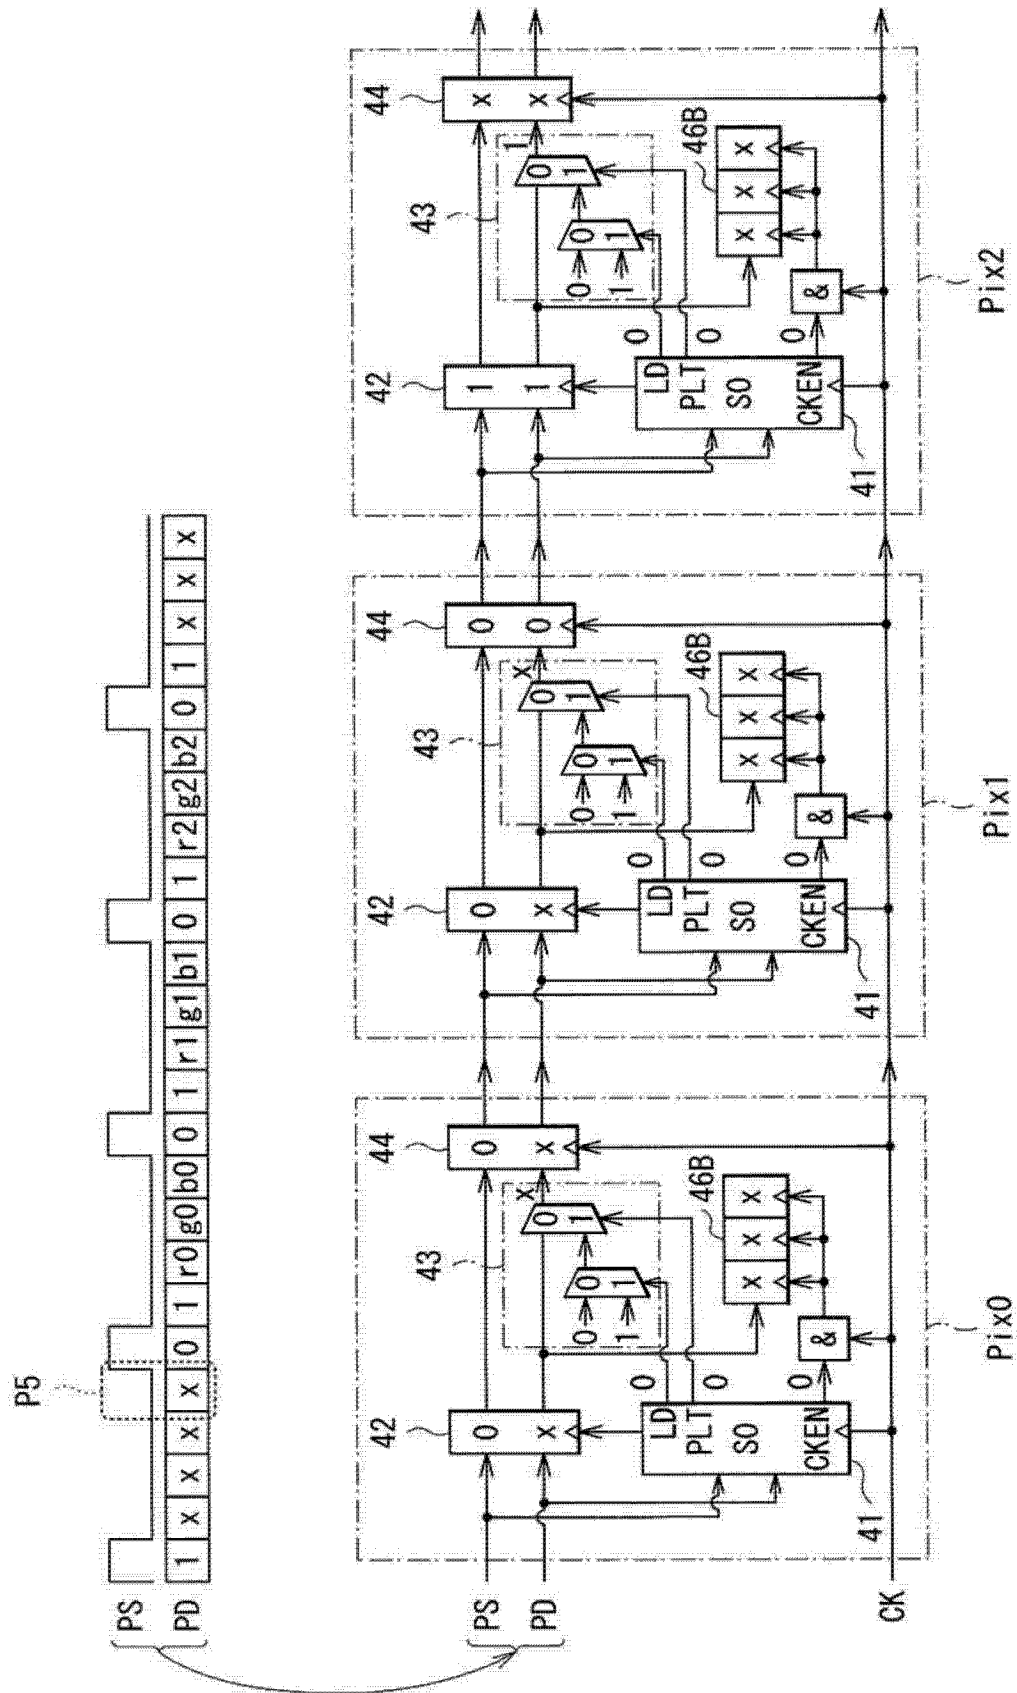 P5
PS
PD 1 x x x x 0 1 r0 g0 b0 0 1 r1 g1 b1 0 1 r2 g2 b2 0 1 x x x
42 44 42 44 42 44
43 43 43
PS 0 0 0 0 1 x
x x 1
PD x 0 x x 0 0 1 0 x
0 0 1 0 0 1 0 0 1
1 1 1 1 1 1
LD 0 LD 0 LD 0
PLT 0 46B PLT 0 46B PLT 0 46B
SO x x x SO x x x SO x x x
CKEN 0 & CKEN 0 & CKEN 0 &
41 41 41
CK
Pix0 Pix1 Pix2